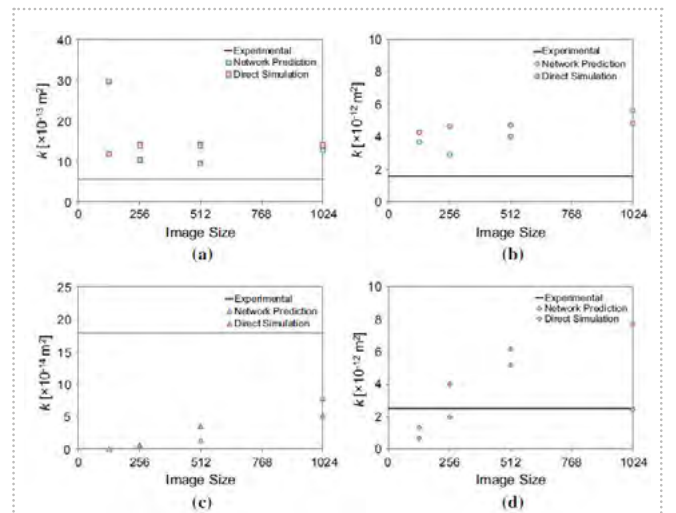 40
30
20
10
0
k [×10⁻¹³ m²]
Experimental
Network Prediction
Direct Simulation
0 256 512 768 1024
Image Size
(a)
10
8
6
4
2
0
k [×10⁻¹² m²]
Experimental
Network Prediction
Direct Simulation
0 256 512 768 1024
Image Size
(b)
25
20
15
10
5
0
k [×10⁻¹⁴ m²]
Experimental
Network Prediction
Direct Simulation
0 256 512 768 1024
Image Size
(c)
10
8
6
4
2
0
k [×10⁻¹² m²]
Experimental
Network Prediction
Direct Simulation
0 256 512 768 1024
Image Size
(d)